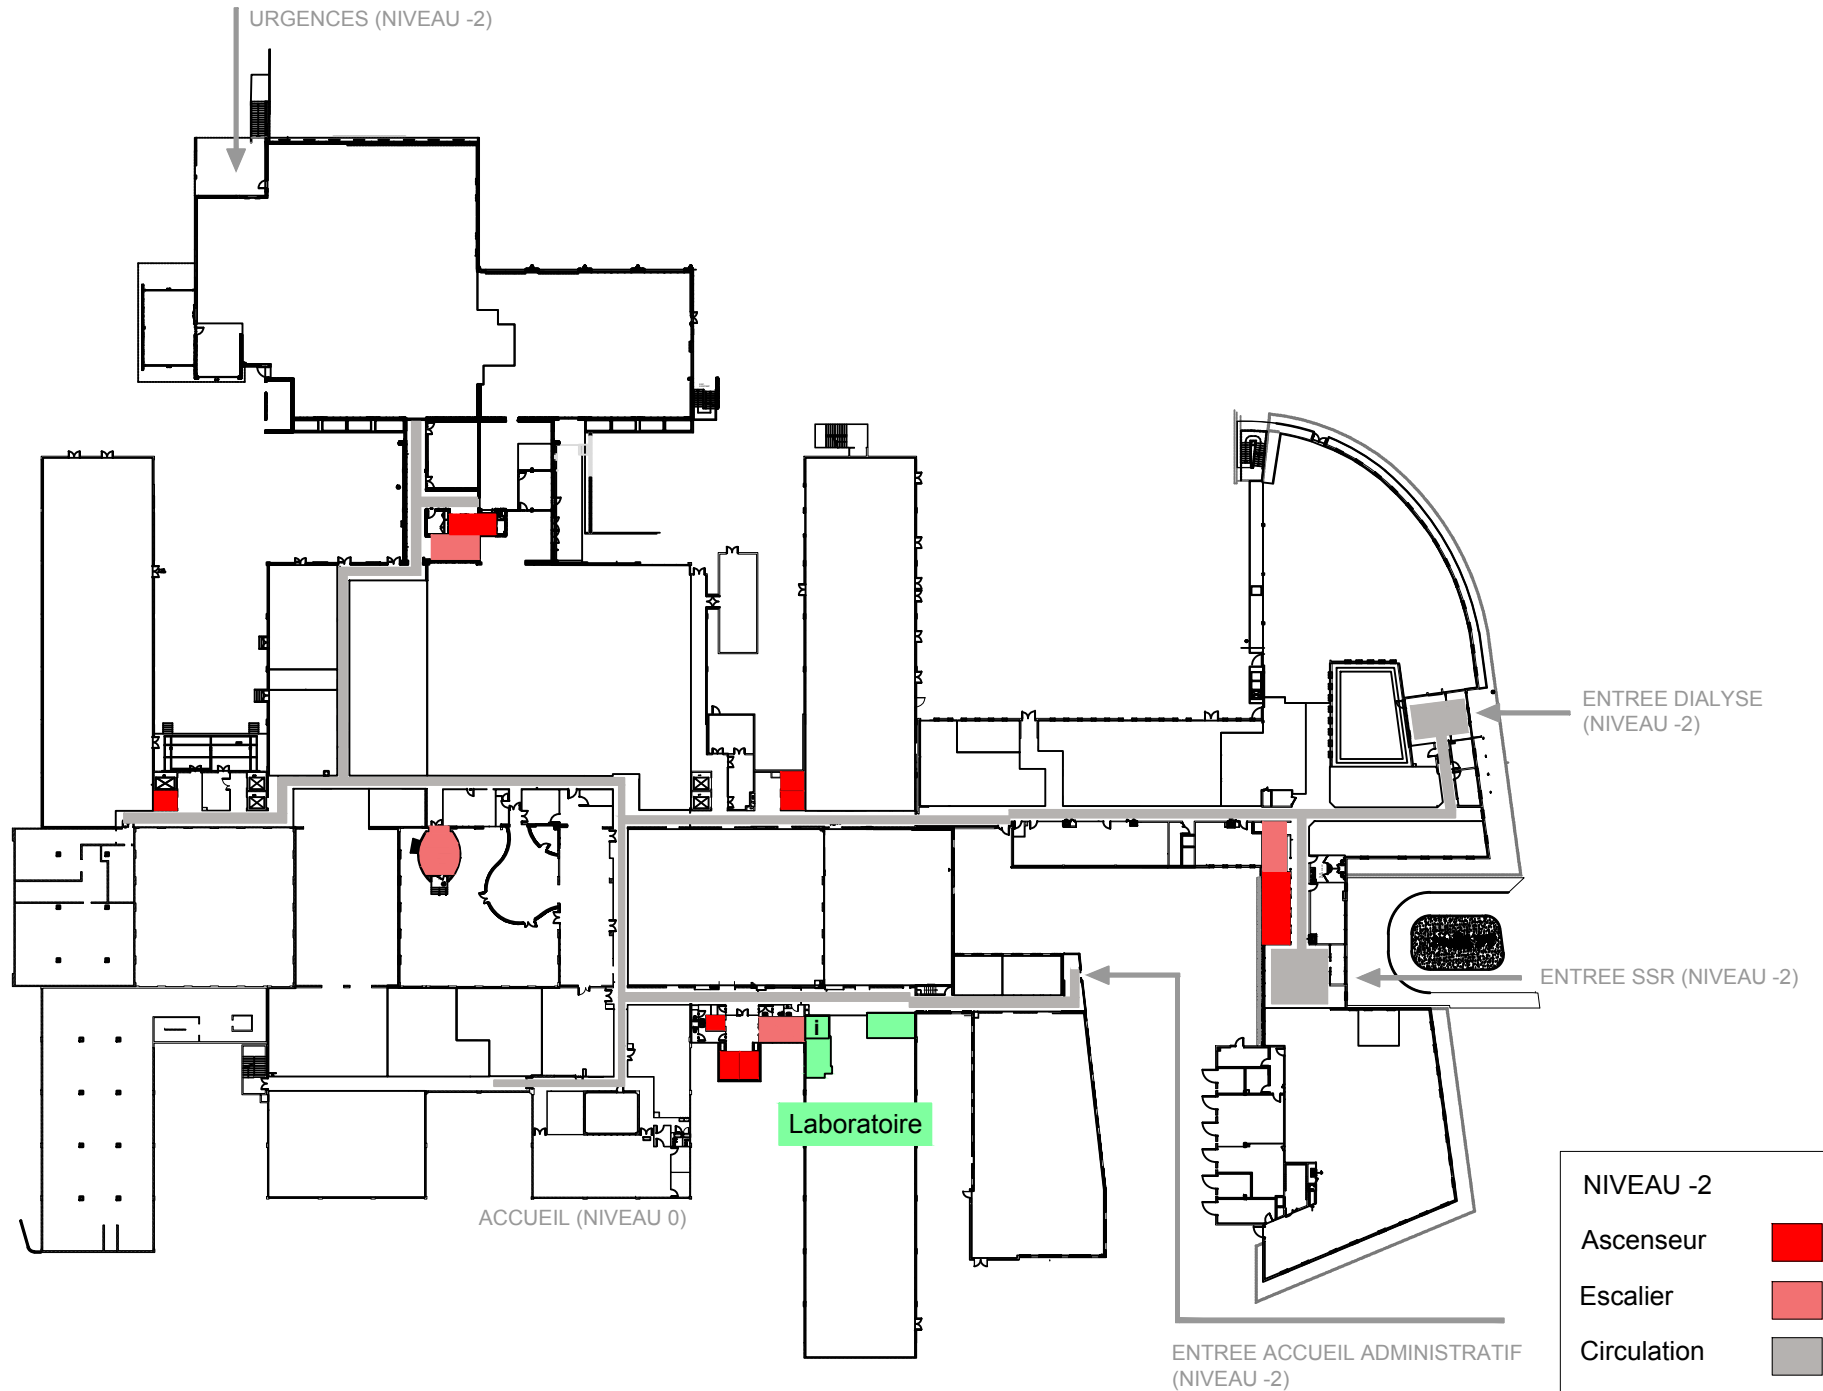 URGENCES (NIVEAU -2)
ENTREE DIALYSE
(NIVEAU -2)
ENTREE SSR (NIVEAU -2)
i
Laboratoire
ACCUEIL (NIVEAU 0)
ENTREE ACCUEIL ADMINISTRATIF
(NIVEAU -2)
NIVEAU -2
Ascenseur
Escalier
Circulation